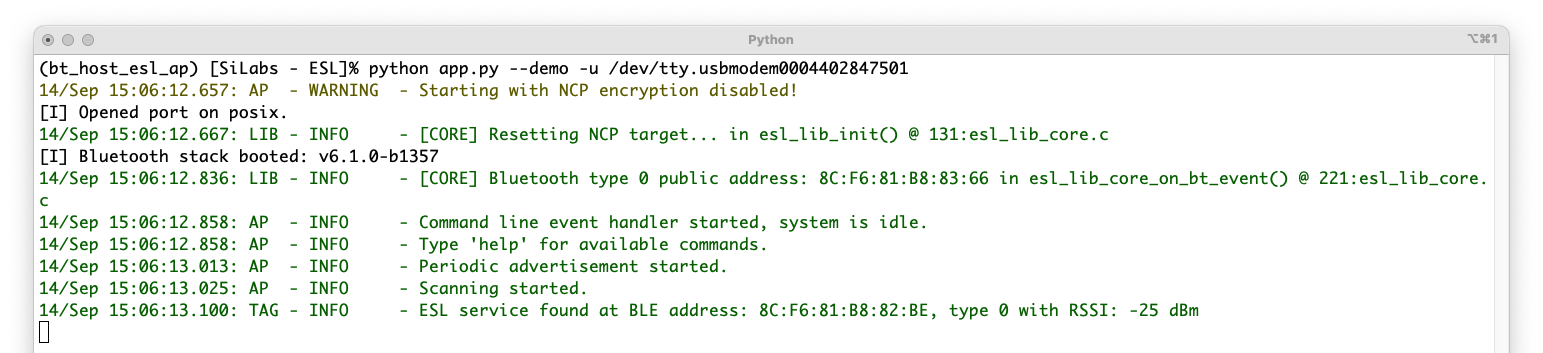 Python
⌥⌘1
(bt_host_esl_ap) [SiLabs - ESL]% python app.py --demo -u /dev/tty.usbmodem0004402847501
14/Sep 15:06:12.657: AP  - WARNING  - Starting with NCP encryption disabled!
[I] Opened port on posix.
14/Sep 15:06:12.667: LIB - INFO     - [CORE] Resetting NCP target... in esl_lib_init() @ 131:esl_lib_core.c
[I] Bluetooth stack booted: v6.1.0-b1357
14/Sep 15:06:12.836: LIB - INFO     - [CORE] Bluetooth type 0 public address: 8C:F6:81:B8:83:66 in esl_lib_core_on_bt_event() @ 221:esl_lib_core.
c
14/Sep 15:06:12.858: AP  - INFO     - Command line event handler started, system is idle.
14/Sep 15:06:12.858: AP  - INFO     - Type 'help' for available commands.
14/Sep 15:06:13.013: AP  - INFO     - Periodic advertisement started.
14/Sep 15:06:13.025: AP  - INFO     - Scanning started.
14/Sep 15:06:13.100: TAG - INFO     - ESL service found at BLE address: 8C:F6:81:B8:82:BE, type 0 with RSSI: -25 dBm